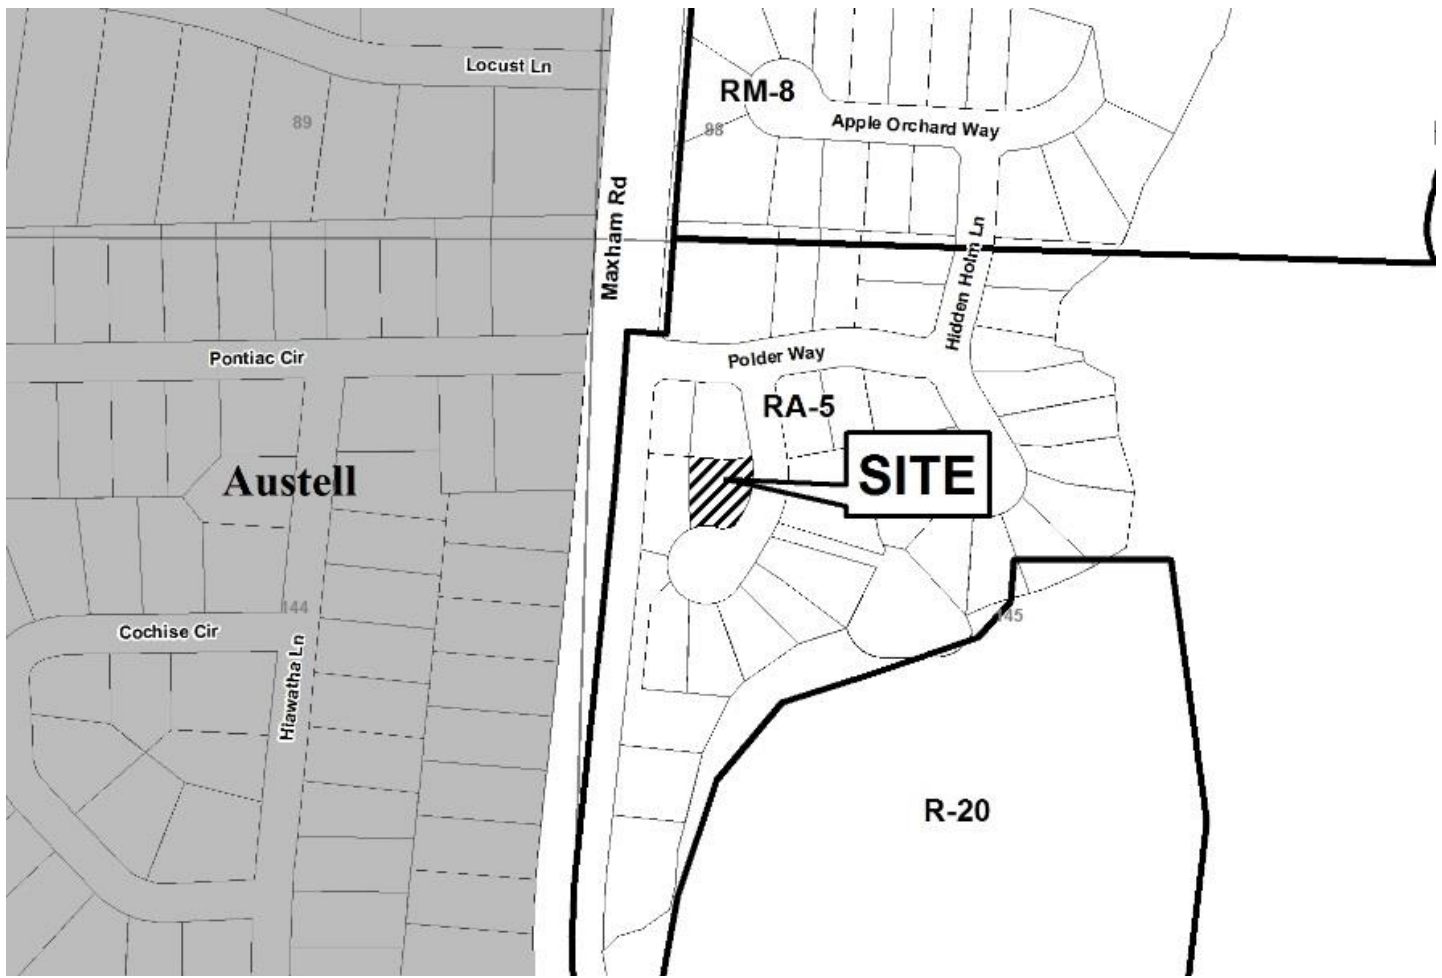 Locust Ln
RM-8
89
98
Apple Orchard Way
Maxham Rd
Hidden Holm Ln
Pontiac Cir
Polder Way
RA-5
Austell
SITE
144
145
Cochise Cir
Hiawatha Ln
R-20